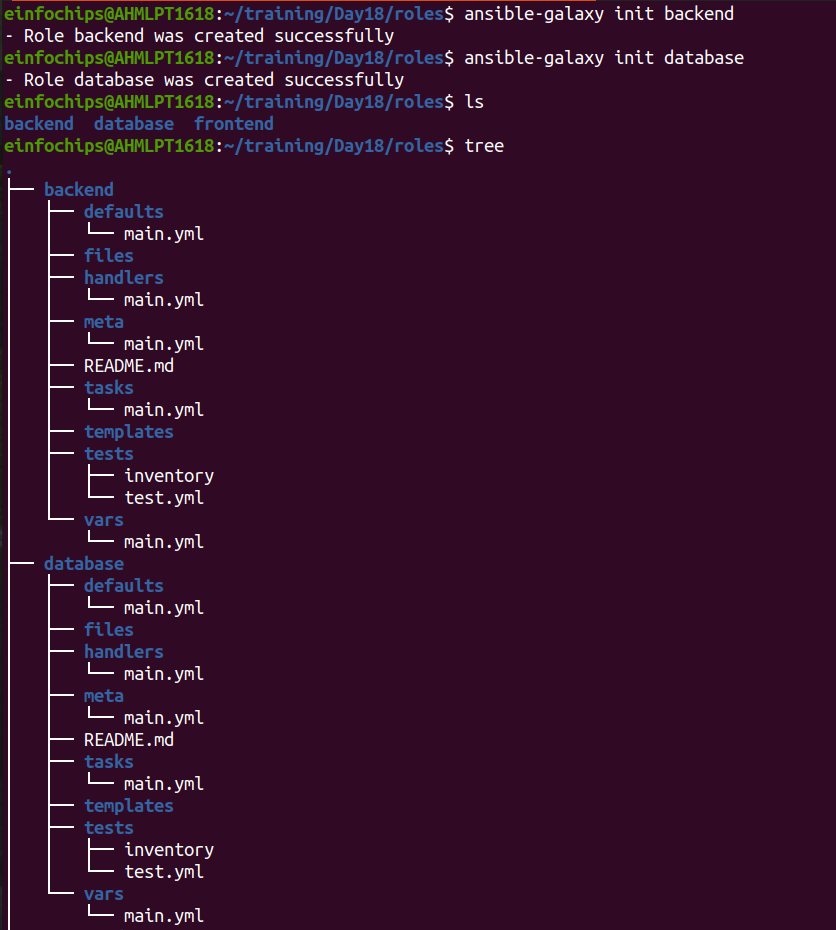 einfochips@AHMLPT1618:~/training/Day18/roles$ ansible-galaxy init backend
- Role backend was created successfully
einfochips@AHMLPT1618:~/training/Day18/roles$ ansible-galaxy init database
- Role database was created successfully
einfochips@AHMLPT1618:~/training/Day18/roles$ ls
backend  database  frontend
einfochips@AHMLPT1618:~/training/Day18/roles$ tree
.
├── backend
│   ├── defaults
│   │   └── main.yml
│   ├── files
│   ├── handlers
│   │   └── main.yml
│   ├── meta
│   │   └── main.yml
│   ├── README.md
│   ├── tasks
│   │   └── main.yml
│   ├── templates
│   ├── tests
│   │   ├── inventory
│   │   └── test.yml
│   └── vars
│       └── main.yml
├── database
│   ├── defaults
│   │   └── main.yml
│   ├── files
│   ├── handlers
│   │   └── main.yml
│   ├── meta
│   │   └── main.yml
│   ├── README.md
│   ├── tasks
│   │   └── main.yml
│   ├── templates
│   ├── tests
│   │   ├── inventory
│   │   └── test.yml
│   └── vars
│       └── main.yml